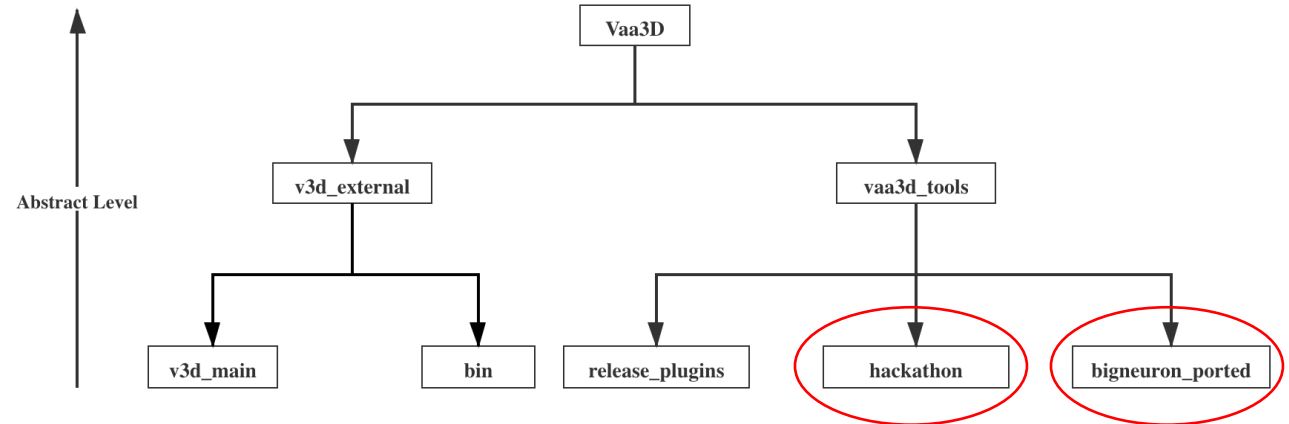 Vaa3D
v3d_external
vaa3d_tools
Abstract Level
v3d_main
bin
release_plugins
hackathon
bigneuron_ported